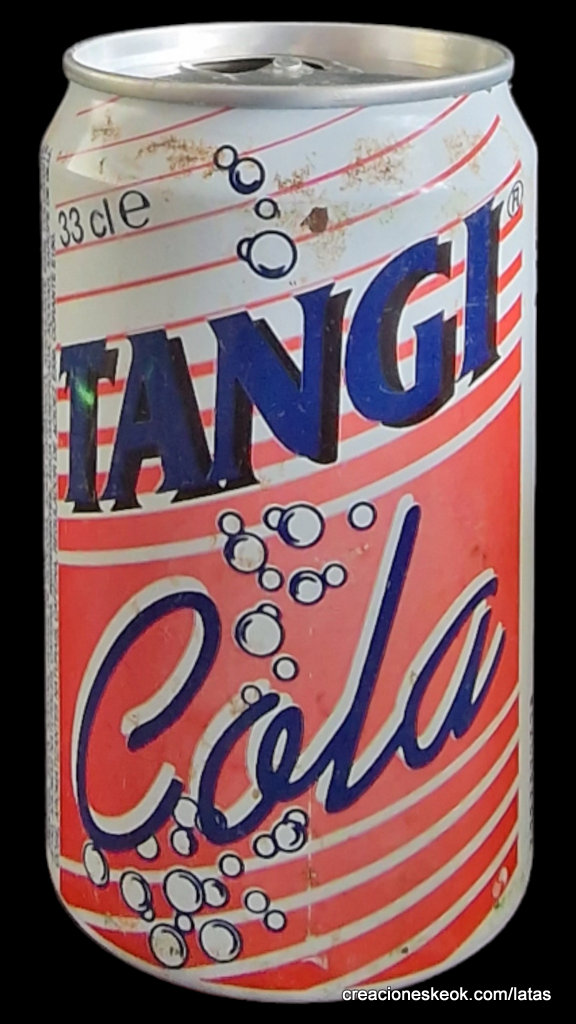 33 cl e
TANGI ®
Cola
creacioneskeok.com/latas